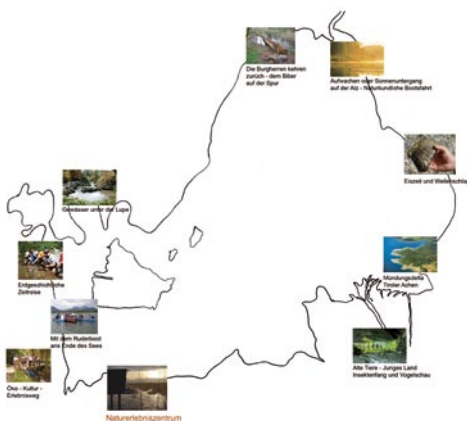 Die Burgherren kehren
zurück - dem Biber
auf der Spur
Aufwachen oder Sonnenuntergang
auf der Alz - Naturkundliche Bootsfahrt
Eiszeit und Wellenschla
Gewässer unter der Lupe
Erdgeschichtliche
Zeitreise
Mündungsdelta
Tiroler Achen
Mit dem Ruderboot
ans Ende des Sees
Alte Tiere - Junges Land
Insektenfang und Vogelschau
Öko - Kultur -
Erlebnisweg
Naturerlebniszentrum